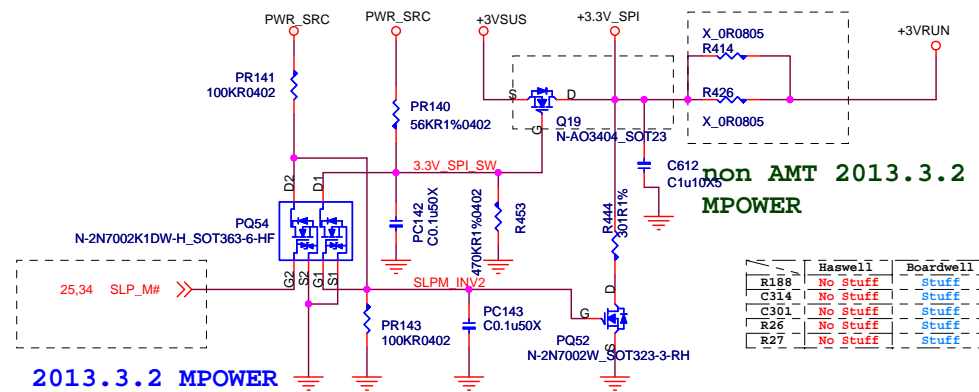 PWR_SRC
PWR_SRC
+3VSUS
+3.3V_SPI
+3VRUN
X_0R0805
R414
R426
X_0R0805
PR141
100KR0402
PR140
56KR1%0402
S
D
G
Q19
N-AO3404_SOT23
C612
C1u10X5
non AMT 2013.3.2
MPOWER
3.3V_SPI_SW
D2
D1
PQ54
N-2N7002K1DW-H_SOT363-6-HF
PC142
C0.1u50X
470KR1%0402
R453
R444
301R1%
G2
S2
G1
S1
25,34 SLP_M#
SLPM_INV2
PR143
100KR0402
PC143
C0.1u50X
D
G
S
PQ52
N-2N7002W_SOT323-3-RH
Haswell Boardwell
R188 No Stuff Stuff
C314 No Stuff Stuff
C301 No Stuff Stuff
R26 No Stuff Stuff
R27 No Stuff Stuff
2013.3.2 MPOWER